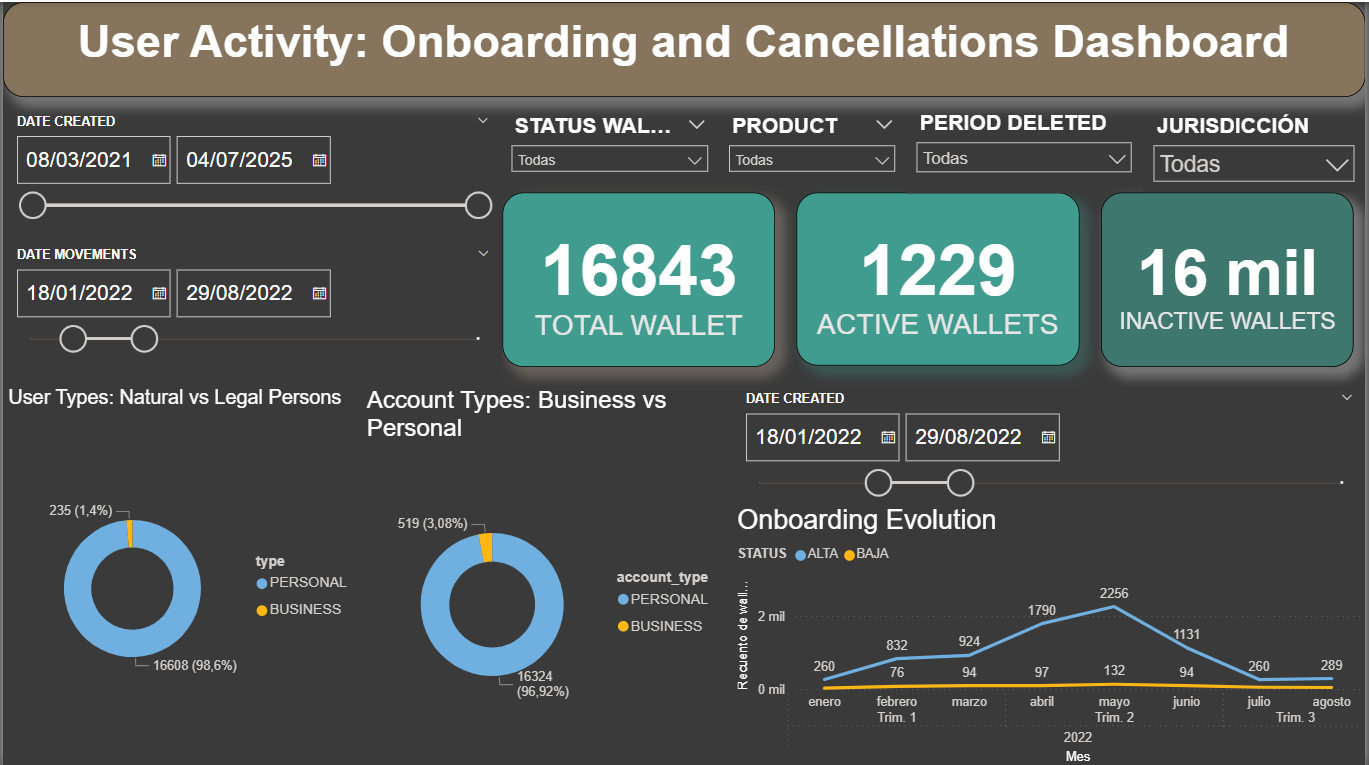 User Activity: Onboarding and Cancellations Dashboard
DATE CREATED
08/03/2021
04/07/2025
STATUS WAL...
Todas
PRODUCT
Todas
PERIOD DELETED
Todas
JURISDICCIÓN
Todas
DATE MOVEMENTS
18/01/2022
29/08/2022
16843
TOTAL WALLET
1229
ACTIVE WALLETS
16 mil
INACTIVE WALLETS
User Types: Natural vs Legal Persons
235 (1,4%)
16608 (98,6%)
type
PERSONAL
BUSINESS
Account Types: Business vs
Personal
519 (3,08%)
16324
(96,92%)
account_type
PERSONAL
BUSINESS
DATE CREATED
18/01/2022
29/08/2022
Onboarding Evolution
STATUS ALTA BAJA
Recuento de wall...
2 mil
0 mil
260
832
924
1790
2256
1131
260
289
76
94
97
132
94
enero
febrero
marzo
abril
mayo
junio
julio
agosto
Trim. 1
Trim. 2
Trim. 3
2022
Mes